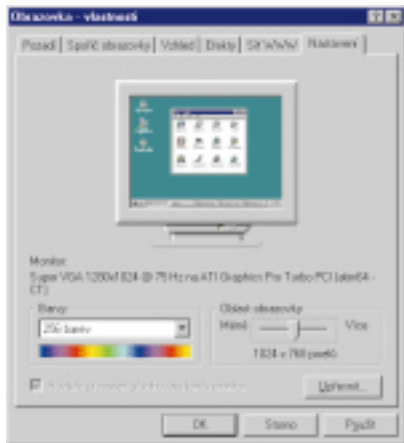 Obrazovka - vlastnosti
Pozadí Spořič obrazovky Vzhled Efekty Síť WWW Nastavení
Monitor:
Super VGA 1280x1024 @ 75 Hz na ATI Graphics Pro Turbo PCI (atim64 -
CT)
Barvy
Oblast obrazovky
256 barev
Méně Více
1024 x 768 pixelů
Upřesnit...
OK Storno Použít